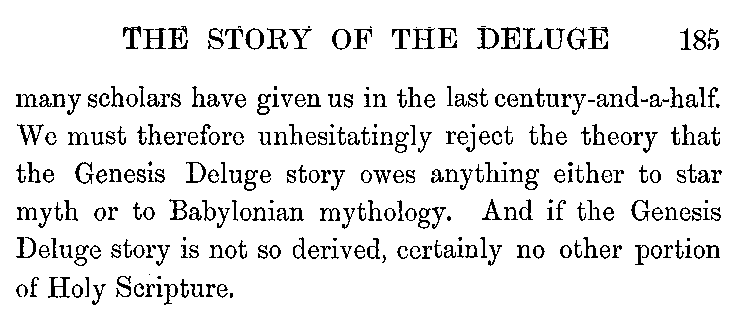 THE STORY OF THE DELUGE 185
many scholars have given us in the last century-and-a-half.
We must therefore unhesitatingly reject the theory that
the Genesis Deluge story owes anything either to star
myth or to Babylonian mythology. And if the Genesis
Deluge story is not so derived, certainly no other portion
of Holy Scripture.